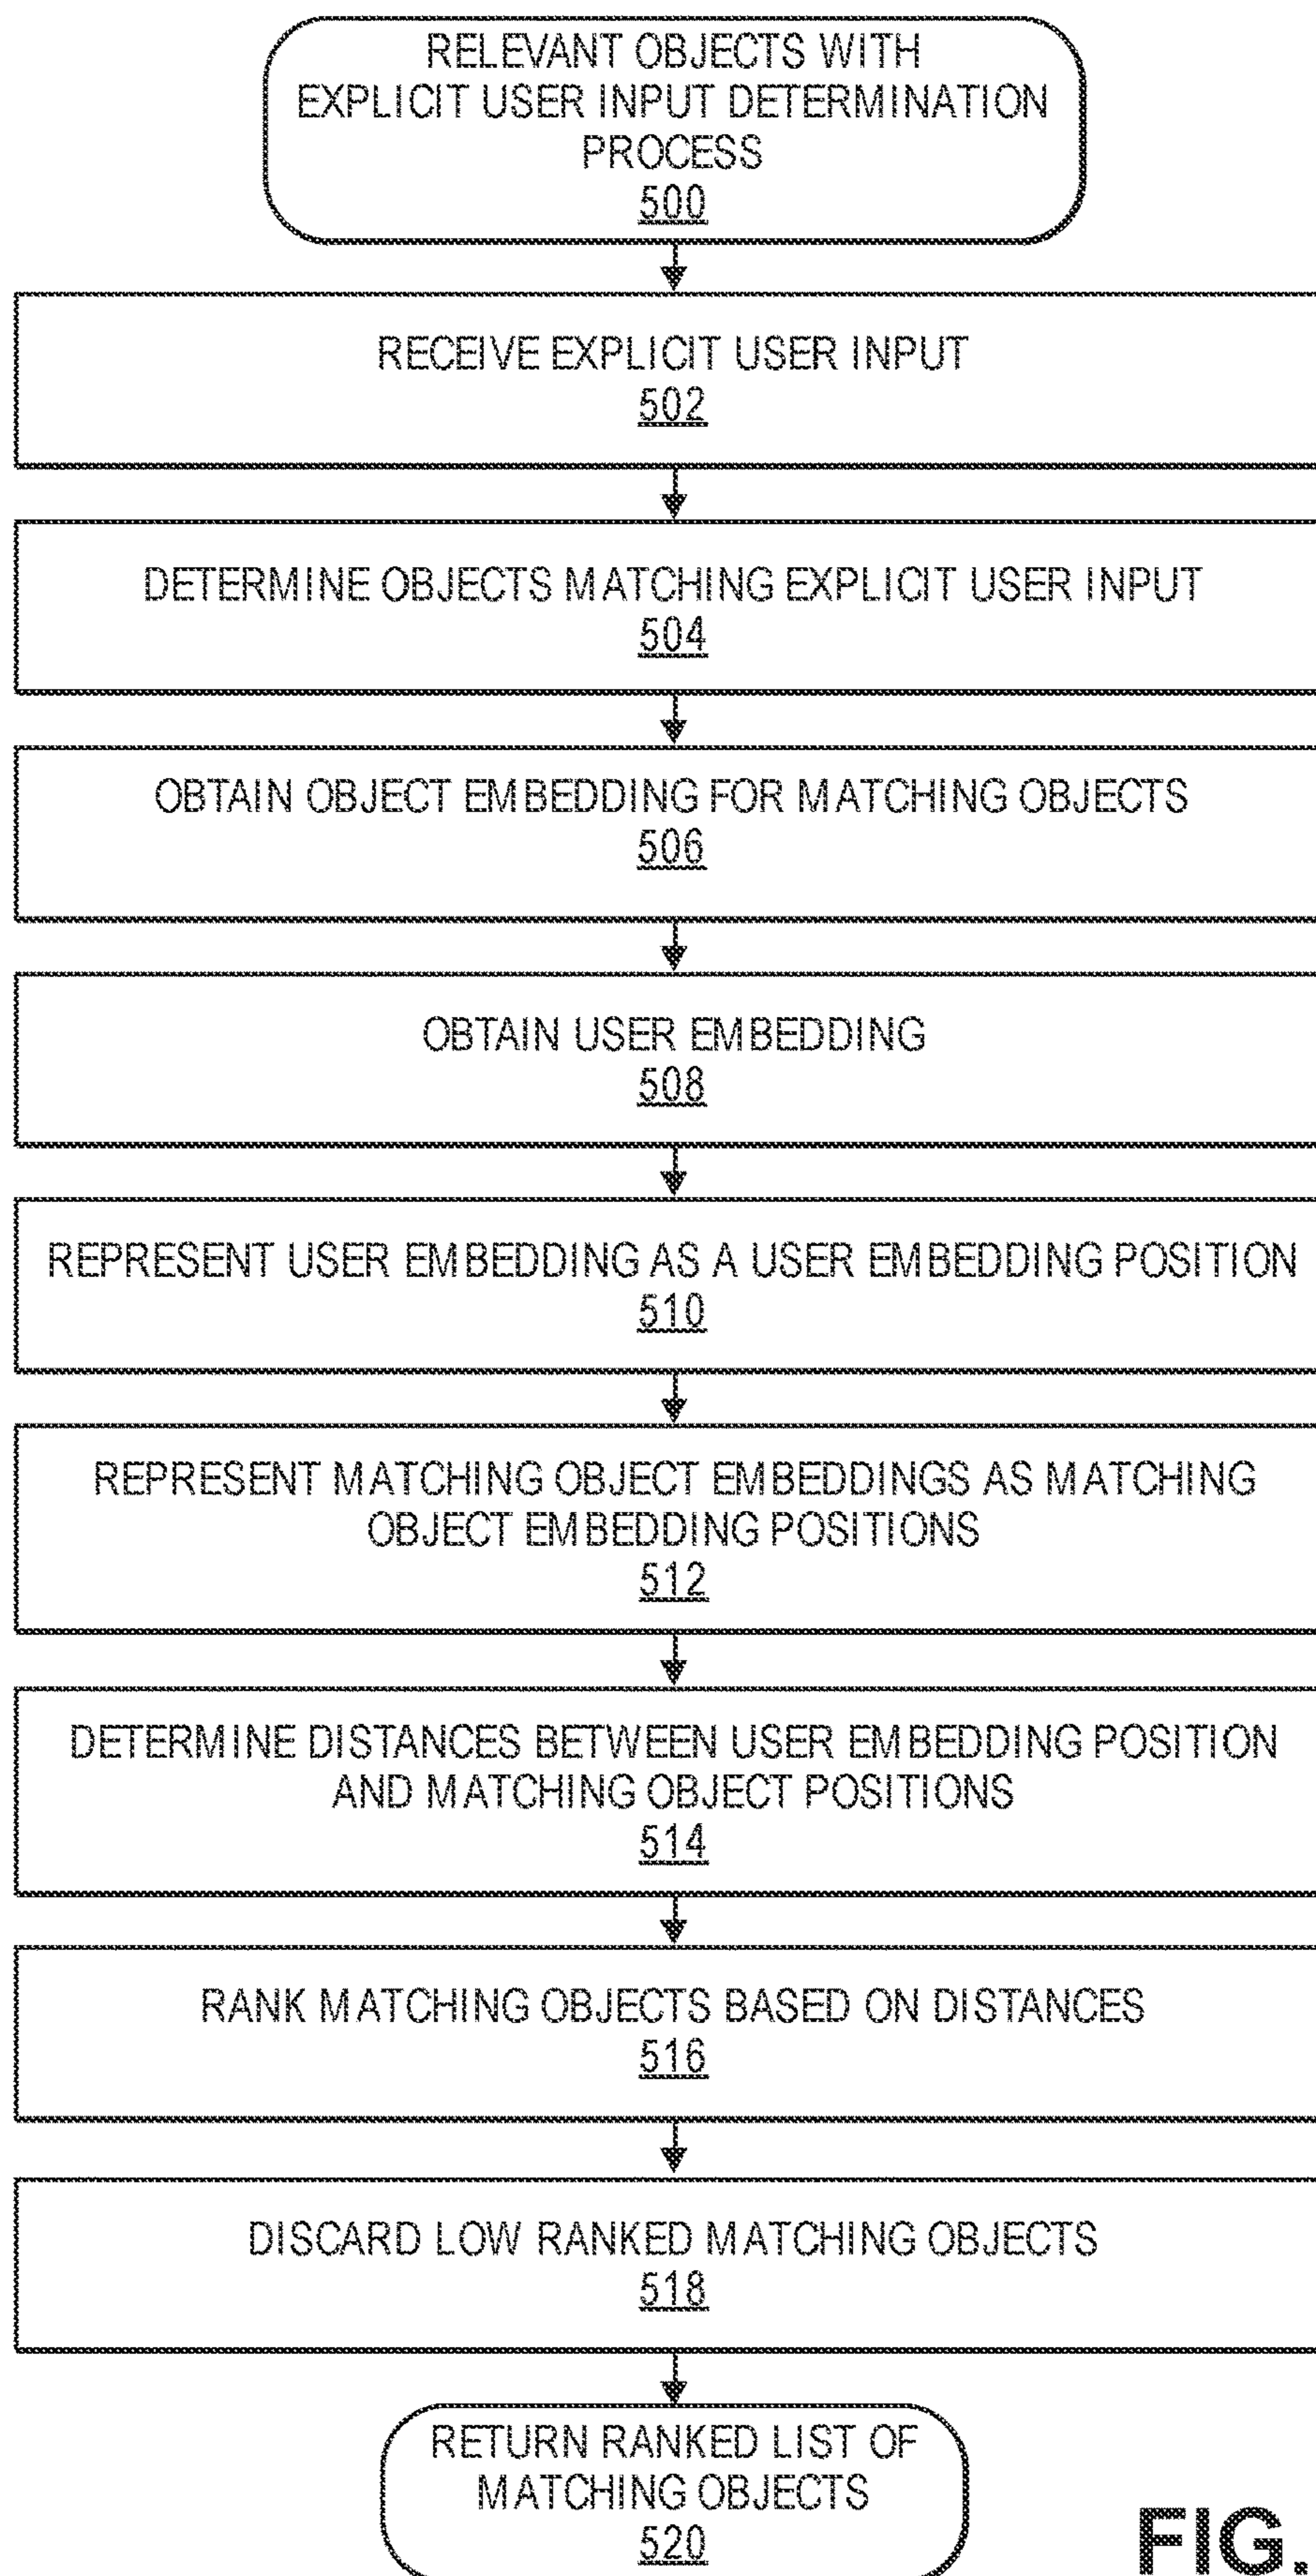 RELEVANT OBJECTS WITH
EXPLICIT USER INPUT DETERMINATION
PROCESS
500
RECEIVE EXPLICIT USER INPUT
502
DETERMINE OBJECTS MATCHING EXPLICIT USER INPUT
504
OBTAIN OBJECT EMBEDDING FOR MATCHING OBJECTS
506
OBTAIN USER EMBEDDING
508
REPRESENT USER EMBEDDING AS A USER EMBEDDING POSITION
510
REPRESENT MATCHING OBJECT EMBEDDINGS AS MATCHING
OBJECT EMBEDDING POSITIONS
512
DETERMINE DISTANCES BETWEEN USER EMBEDDING POSITION
AND MATCHING OBJECT POSITIONS
514
RANK MATCHING OBJECTS BASED ON DISTANCES
516
DISCARD LOW RANKED MATCHING OBJECTS
518
RETURN RANKED LIST OF
MATCHING OBJECTS
520
FIG.